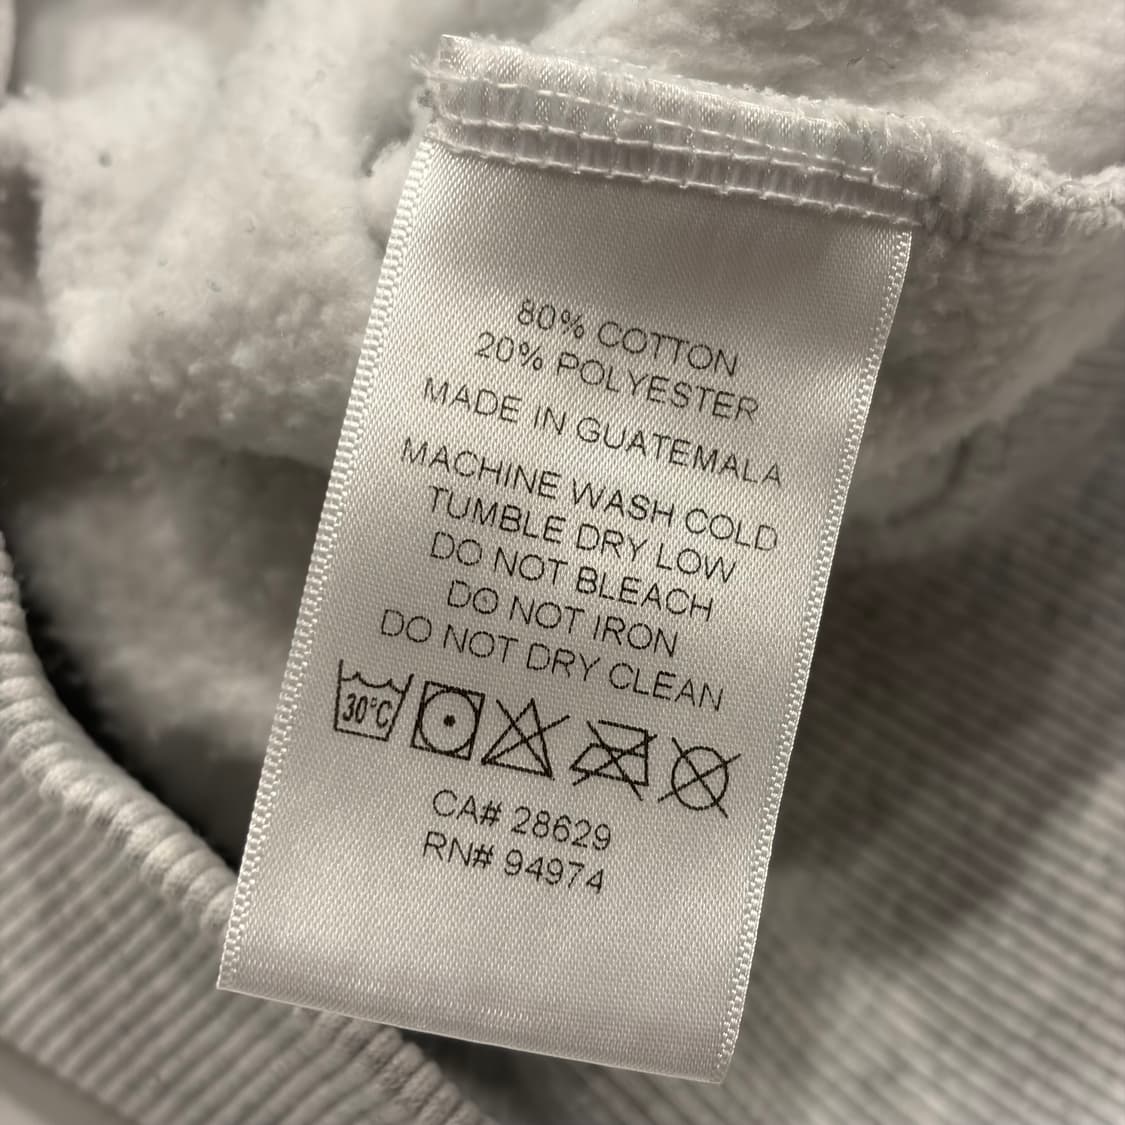 80% COTTON
20% POLYESTER
MADE IN GUATEMALA
MACHINE WASH COLD
TUMBLE DRY LOW
DO NOT BLEACH
DO NOT IRON
DO NOT DRY CLEAN
30°C
CA# 28629
RN# 94974